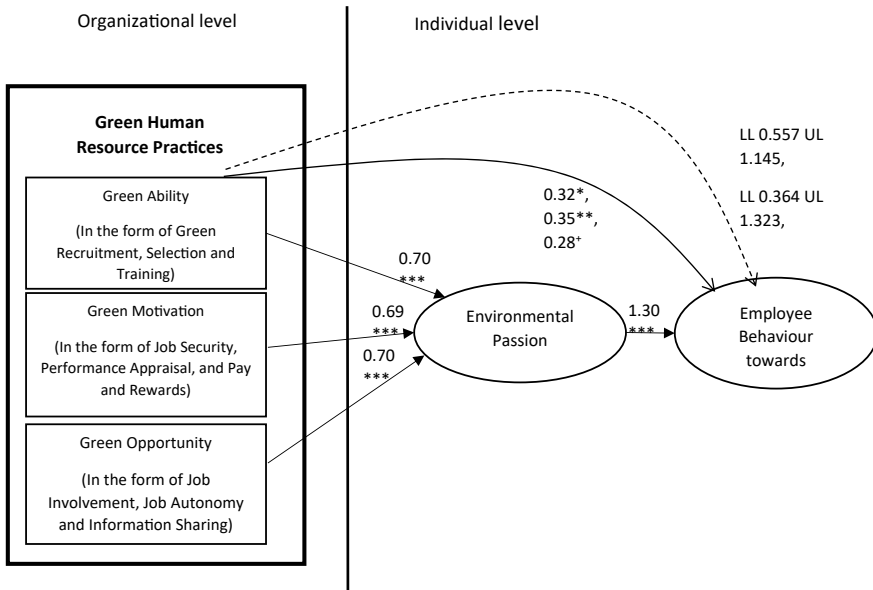 Organizational level
Individual level
Green Human
Resource Practices
Green Ability
(In the form of Green
Recruitment, Selection and
Training)
Green Motivation
(In the form of Job Security,
Performance Appraisal, and Pay
and Rewards)
Green Opportunity
(In the form of Job
Involvement, Job Autonomy
and Information Sharing)
0.70
***
0.69
***
0.70
***
Environmental
Passion
1.30
***
0.32*,
0.35**,
0.28+
LL 0.557 UL
1.145,
LL 0.364 UL
1.323,
Employee
Behaviour
towards